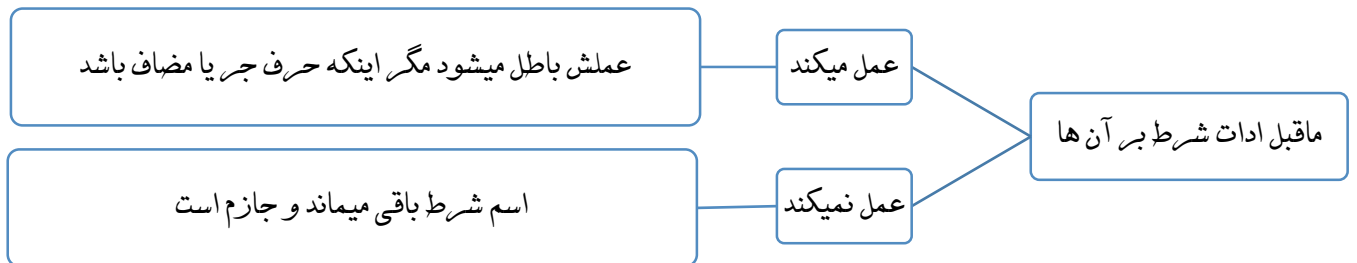 ماقبل ادات شرط بر آن ها
عمل میکند
عملش باطل میشود مگر اینکه حرف جر یا مضاف باشد
عمل نمیکند
اسم شرط باقی میماند و جازم است